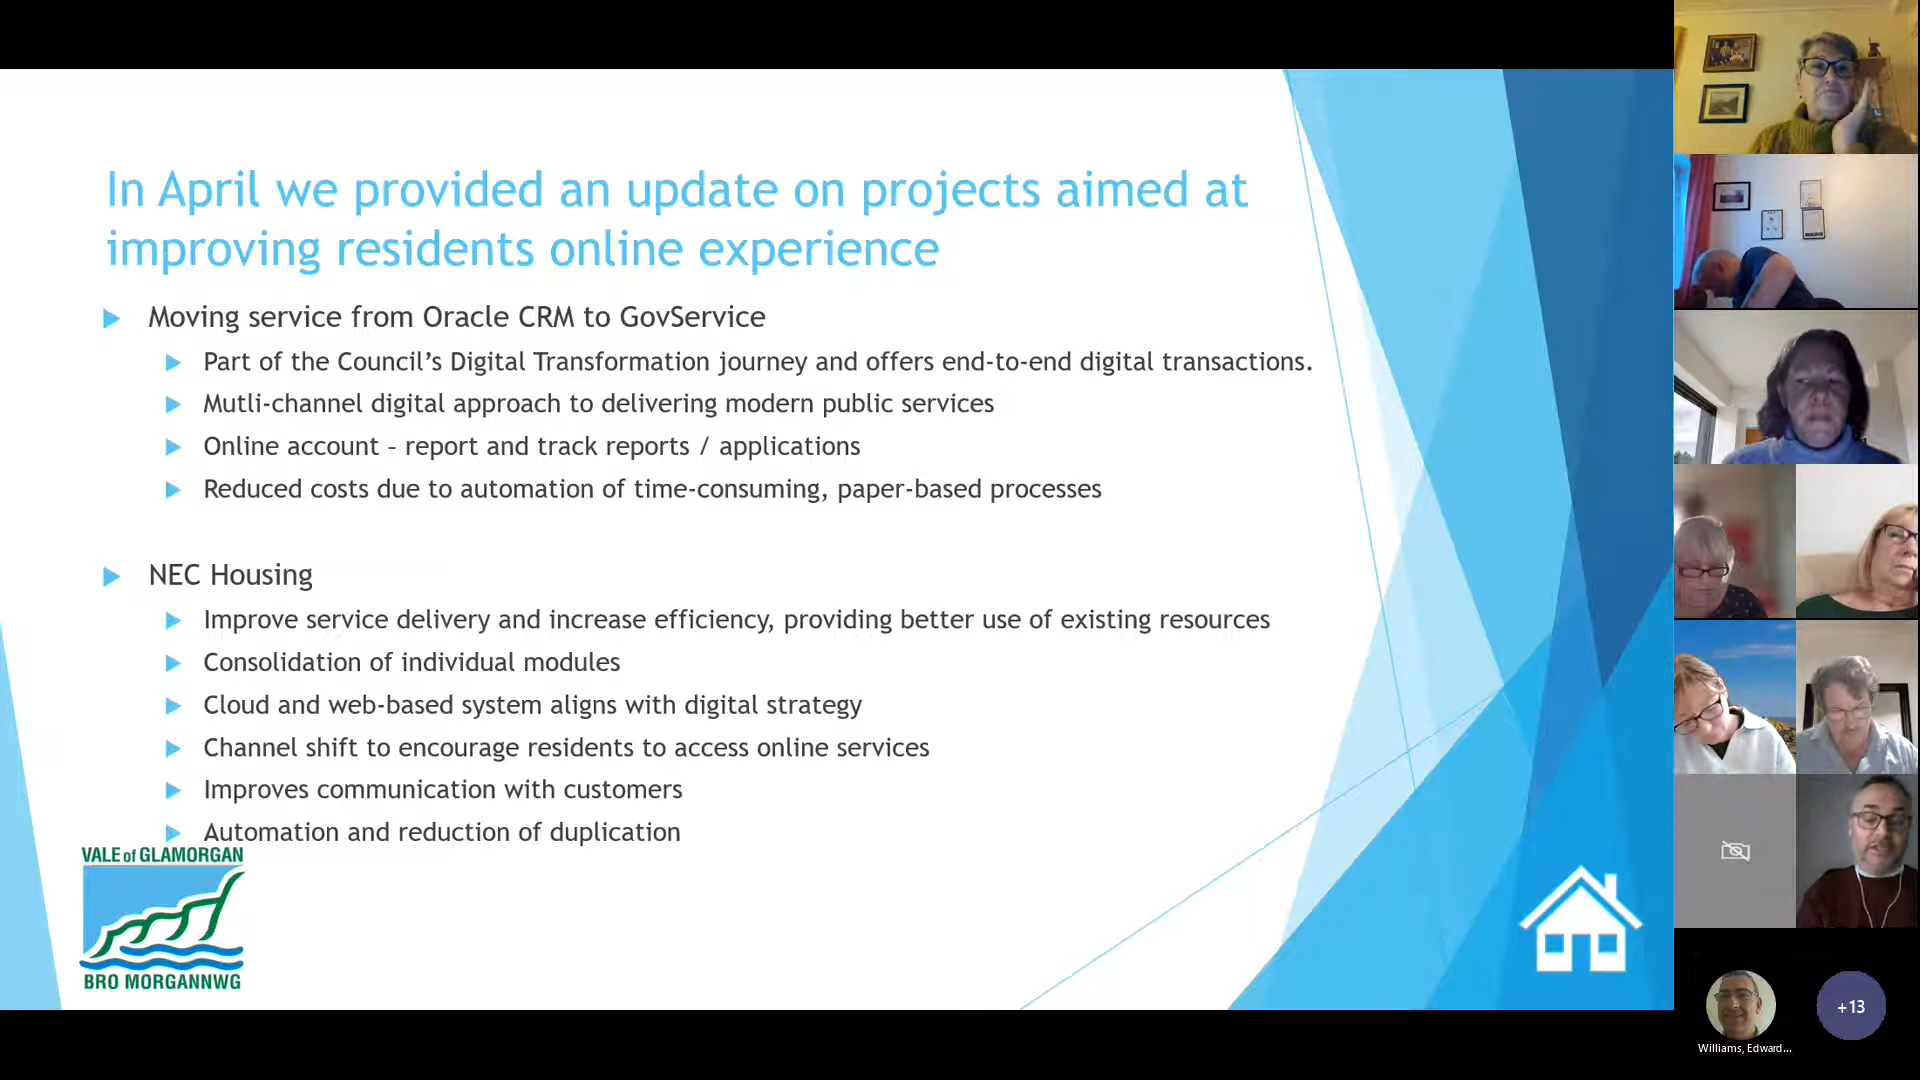 In April we provided an update on projects aimed at
improving residents online experience
Moving service from Oracle CRM to GovService
Part of the Council’s Digital Transformation journey and offers end-to-end digital transactions.
Mutli-channel digital approach to delivering modern public services
Online account – report and track reports / applications
Reduced costs due to automation of time-consuming, paper-based processes
NEC Housing
Improve service delivery and increase efficiency, providing better use of existing resources
Consolidation of individual modules
Cloud and web-based system aligns with digital strategy
Channel shift to encourage residents to access online services
Improves communication with customers
Automation and reduction of duplication
VALE of GLAMORGAN
BRO MORGANNWG
+13
Williams, Edward...